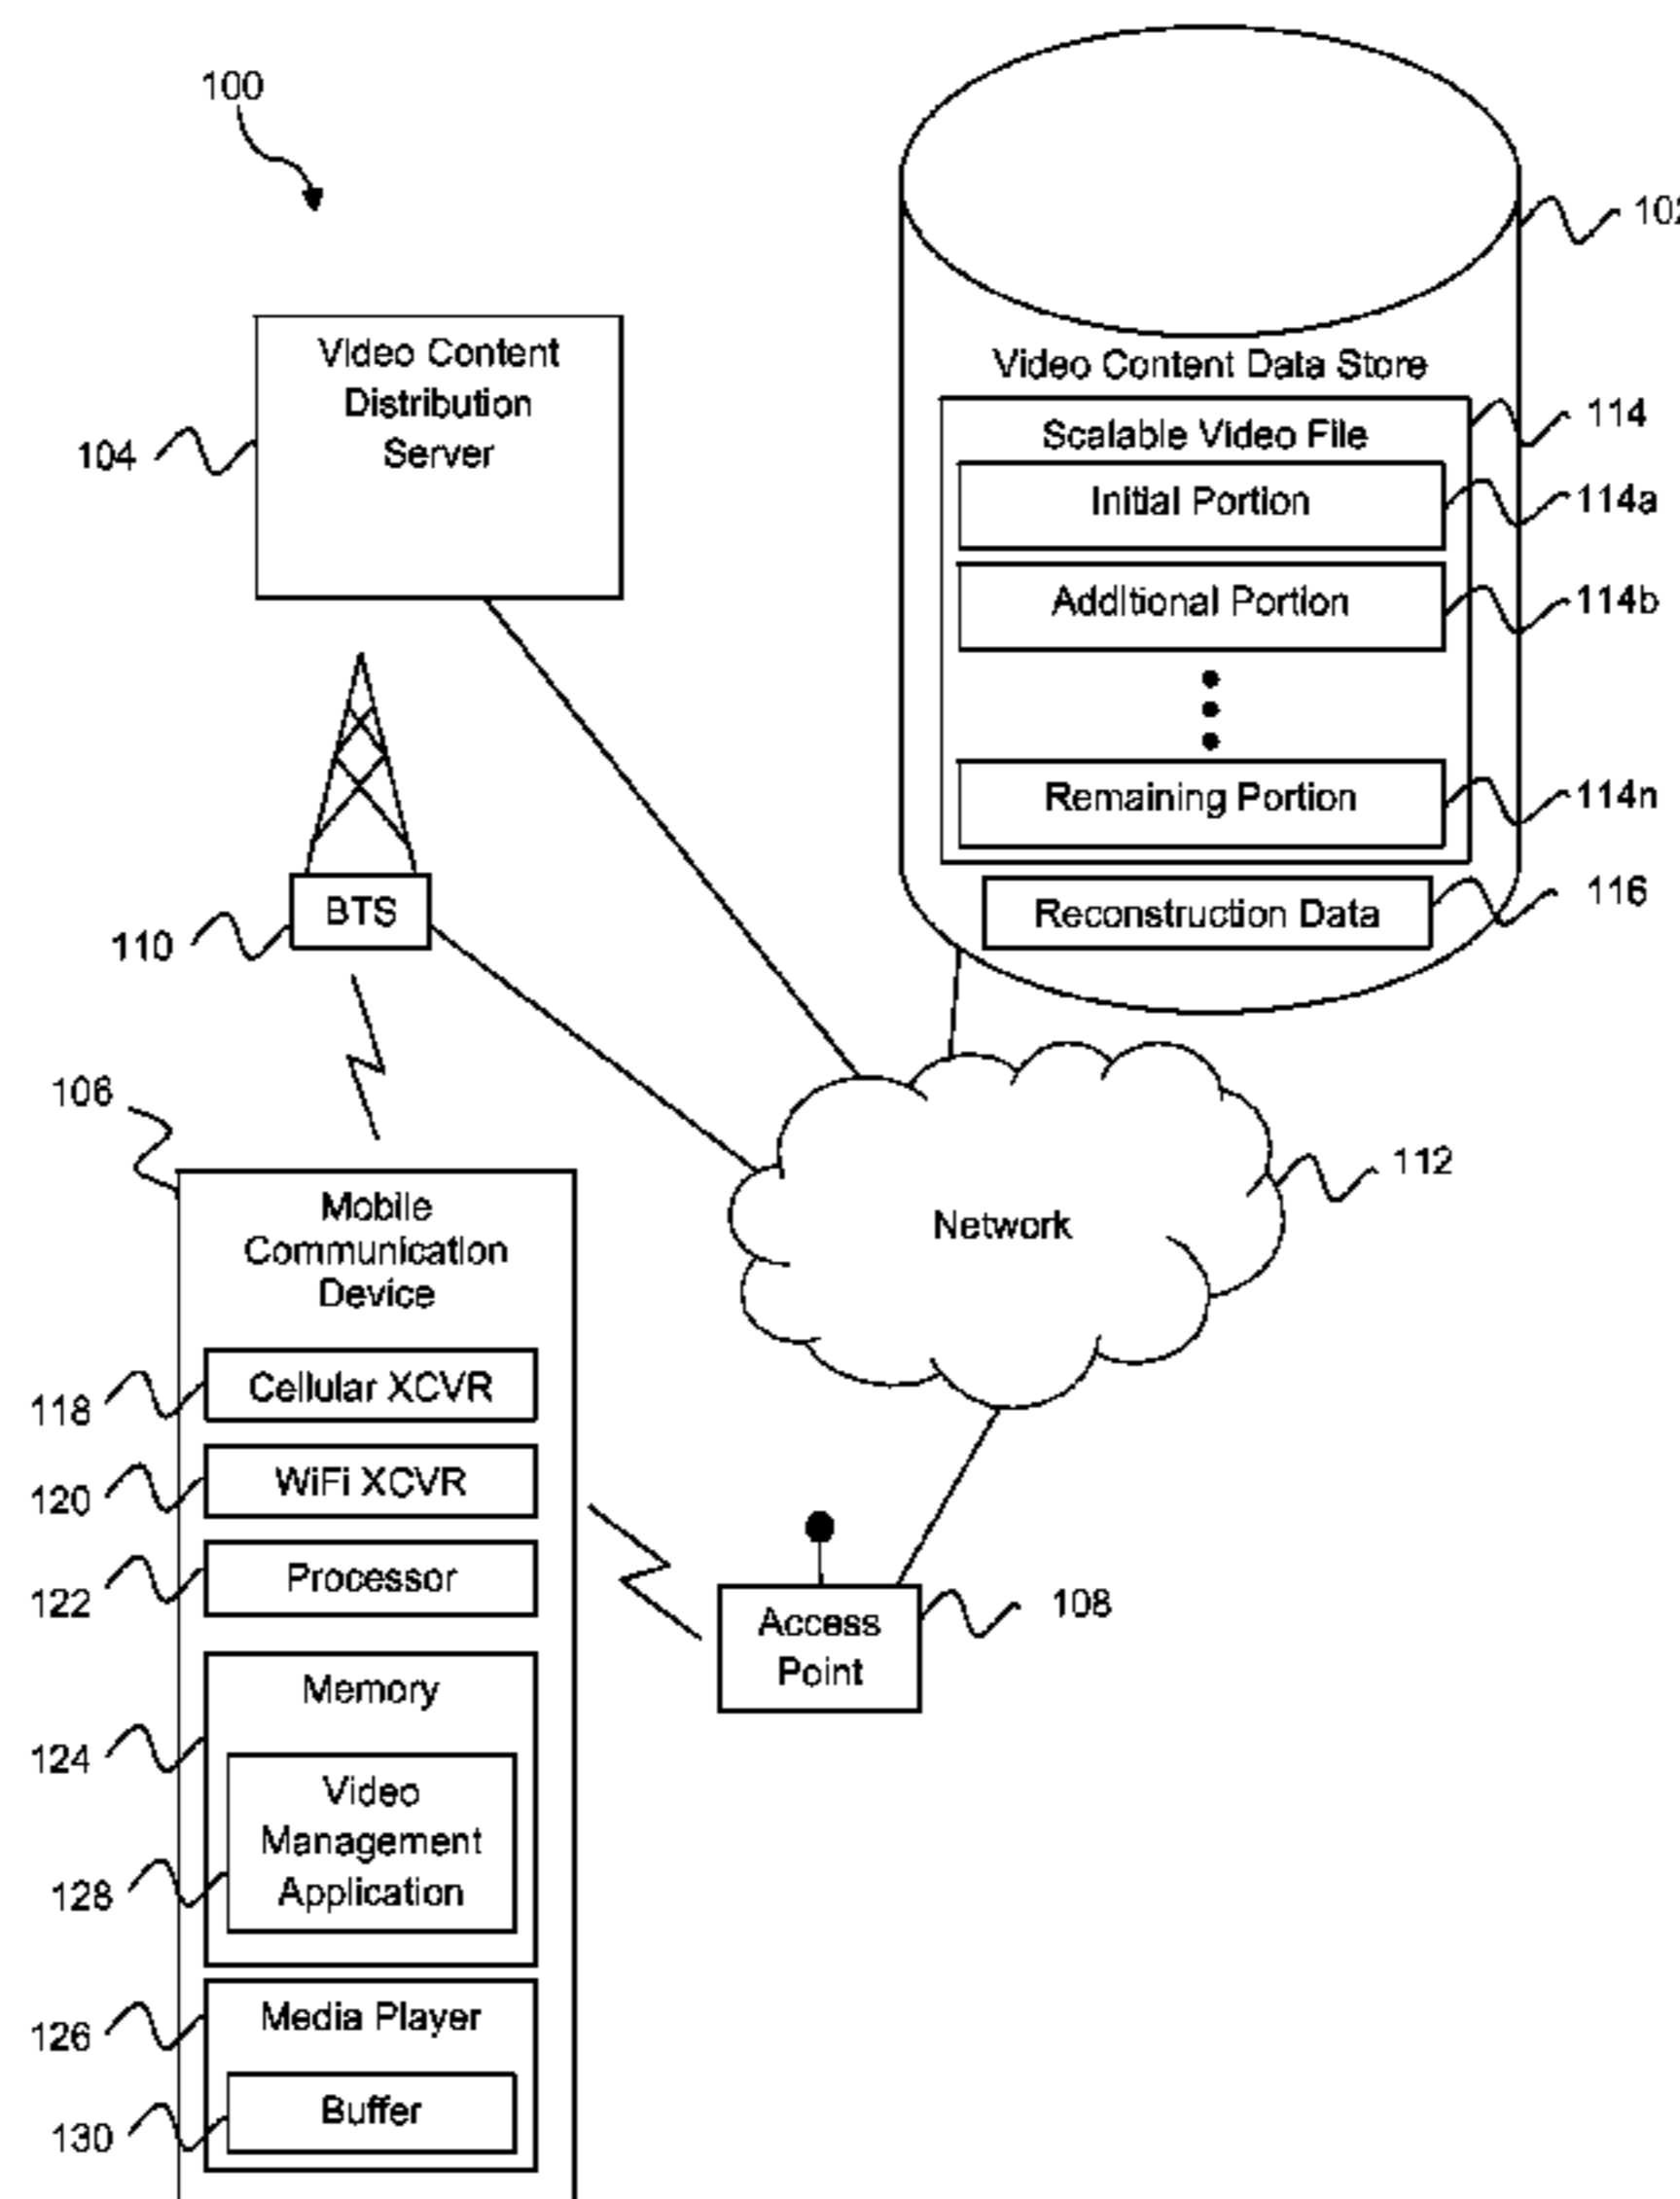 100
102
Video Content
Distribution
Server
104
Video Content Data Store
Scalable Video File
114
Initial Portion
114a
Additional Portion
114b
Remaining Portion
114n
Reconstruction Data
116
BTS
110
106
Mobile
Communication
Device
Network
112
Cellular XCVR
118
WiFi XCVR
120
Processor
122
Access
Point
108
Memory
124
Video
Management
Application
128
Media Player
126
Buffer
130